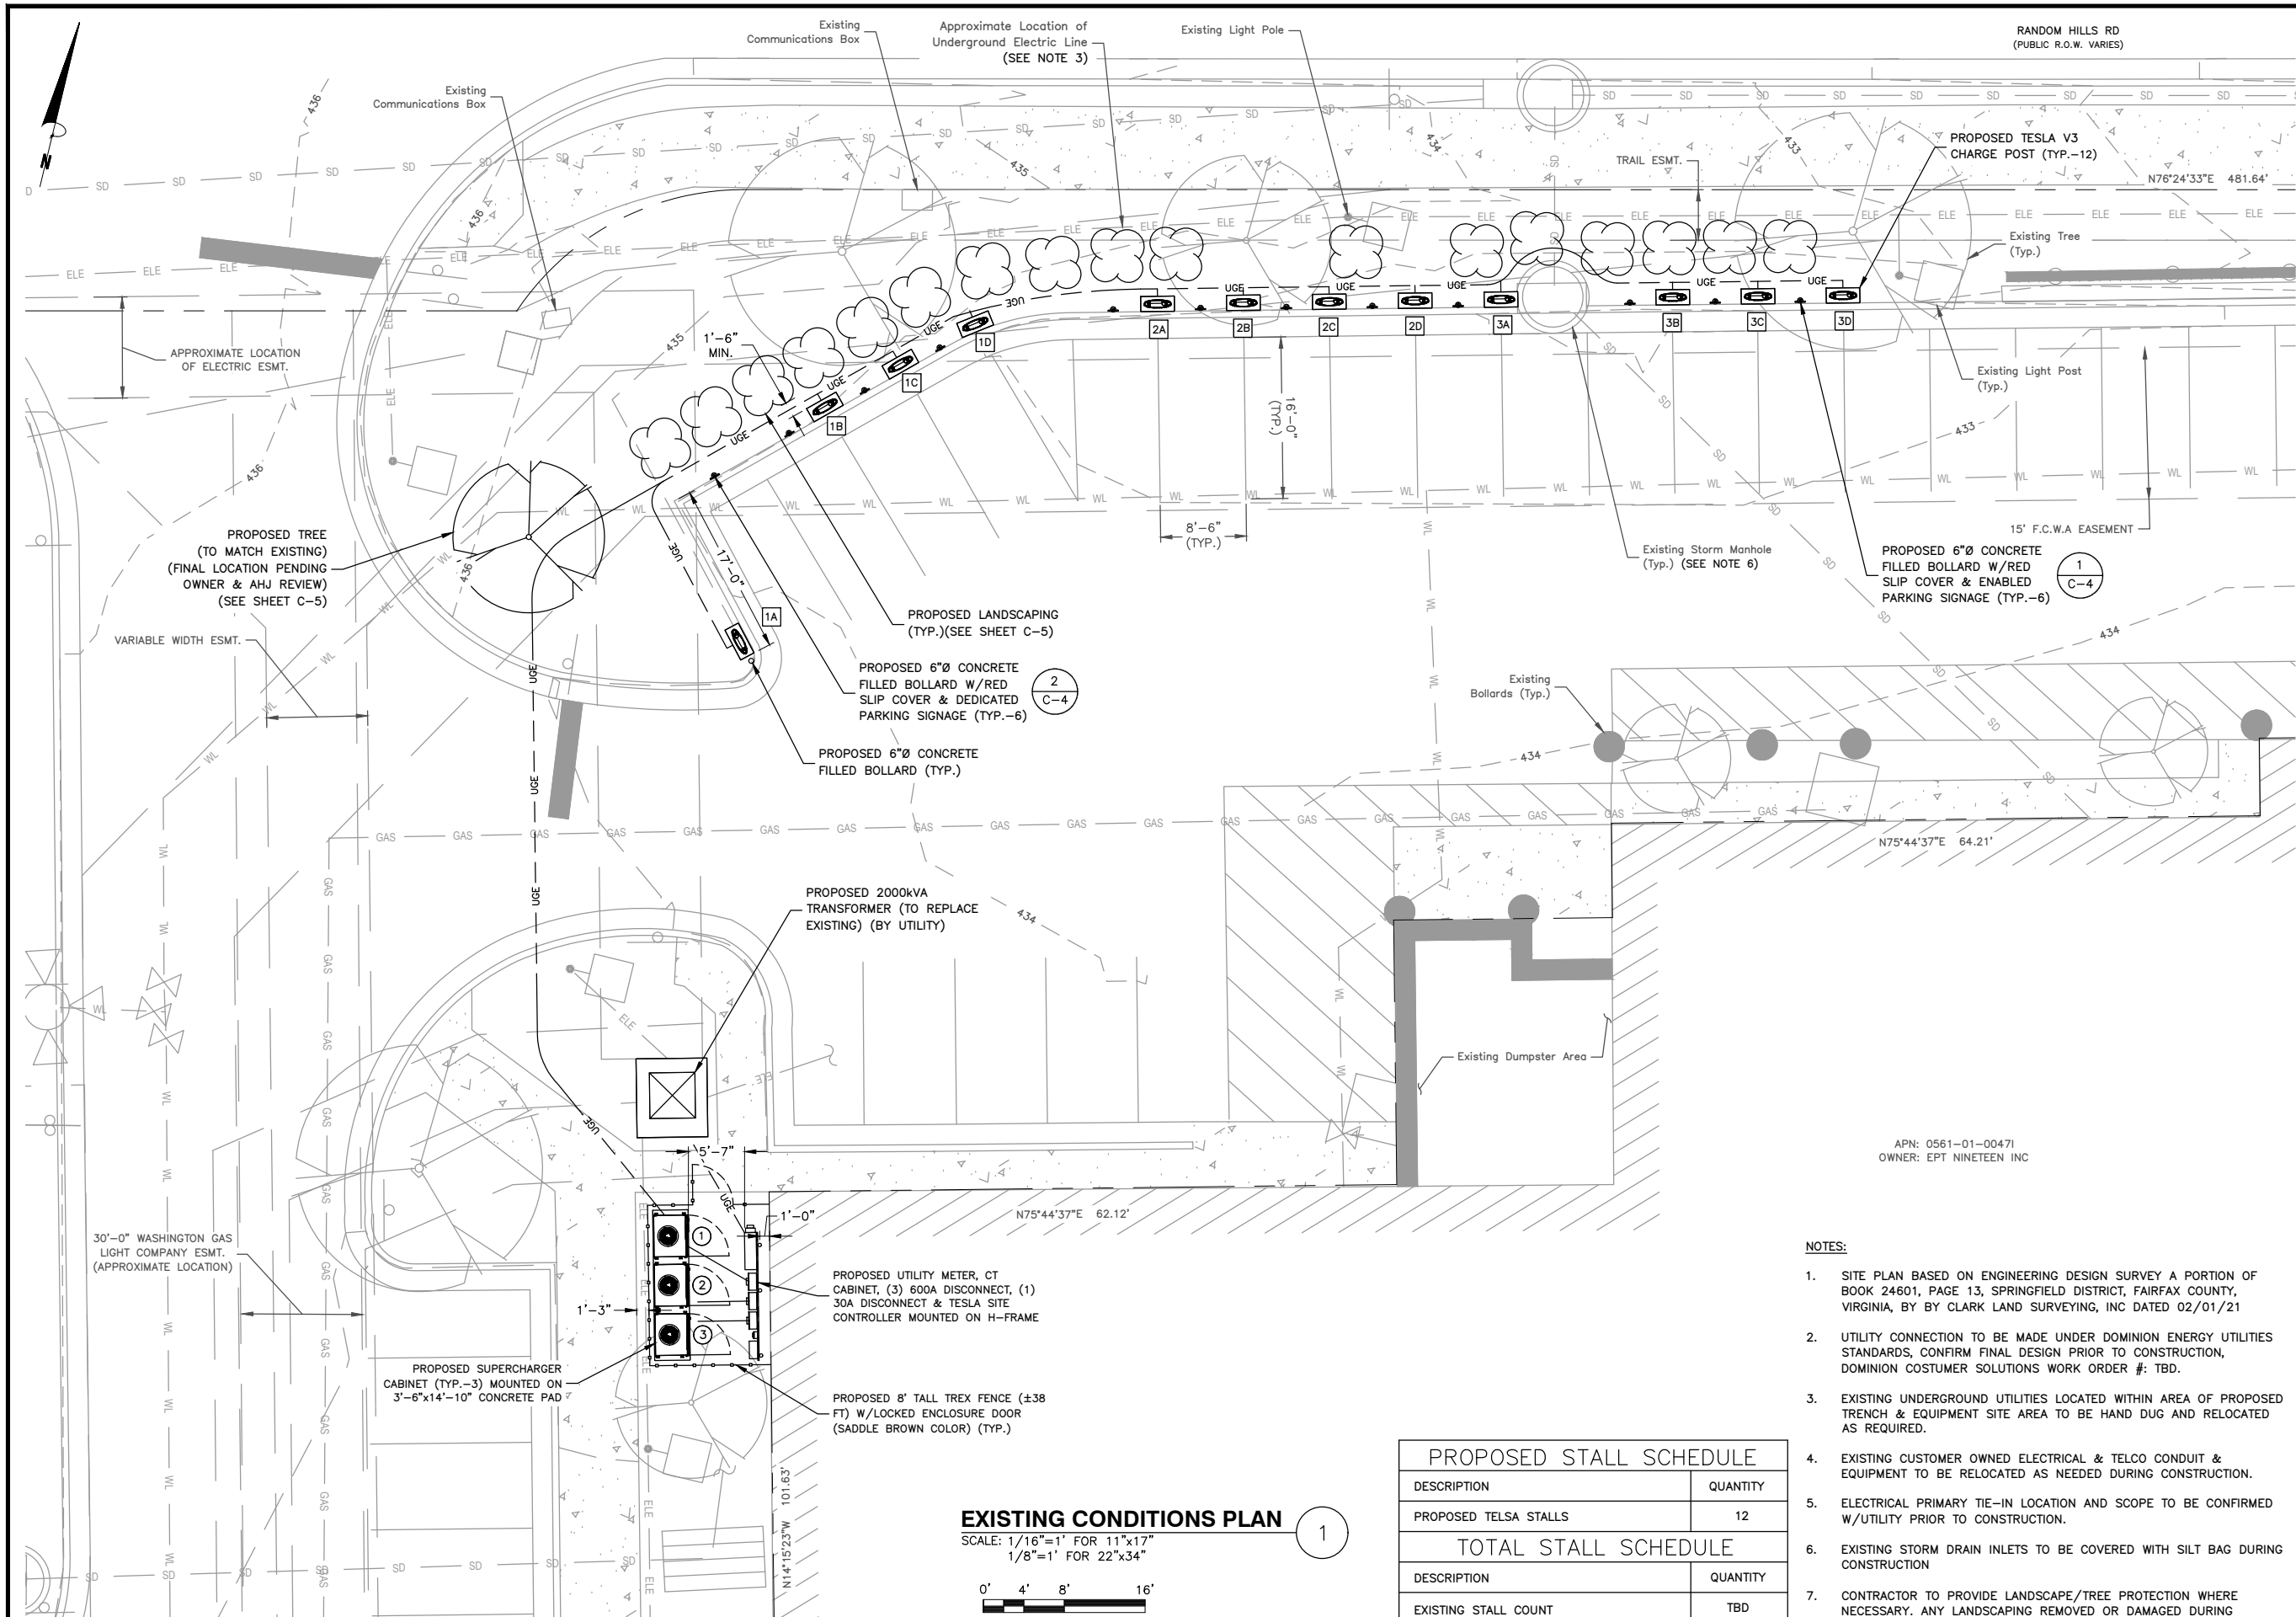 RANDOM HILLS RD
(PUBLIC R.O.W. VARIES)
Existing
Communications Box
Approximate Location of
Underground Electric Line
(SEE NOTE 3)
Existing Light Pole
Existing
Communications Box
PROPOSED TESLA V3
CHARGE POST (TYP.-12)
N76°24'33"E 481.64'
TRAIL ESMT.
Existing Tree
(Typ.)
Existing Light Post
(Typ.)
N
436
436
435
434
433
APPROXIMATE LOCATION
OF ELECTRIC ESMT.
1'-6"
MIN.
435
436
1A
1B
1C
1D
2A
2B
2C
2D
3A
3B
3C
3D
16'-0"
(TYP.)
8'-6"
(TYP.)
17'-0"
433
15' F.C.W.A EASEMENT
Existing Storm Manhole
(Typ.) (SEE NOTE 6)
PROPOSED 6"Ø CONCRETE
FILLED BOLLARD W/RED
SLIP COVER & ENABLED
PARKING SIGNAGE (TYP.-6)
1
C-4
PROPOSED TREE
(TO MATCH EXISTING)
(FINAL LOCATION PENDING
OWNER & AHJ REVIEW)
(SEE SHEET C-5)
436
VARIABLE WIDTH ESMT.
PROPOSED LANDSCAPING
(TYP.)(SEE SHEET C-5)
PROPOSED 6"Ø CONCRETE
FILLED BOLLARD W/RED
SLIP COVER & DEDICATED
PARKING SIGNAGE (TYP.-6)
2
C-4
PROPOSED 6"Ø CONCRETE
FILLED BOLLARD (TYP.)
Existing
Bollards (Typ.)
434
434
434
SD
ELE
WL
UGE
GAS
N75°44'37"E 64.21'
PROPOSED 2000kVA
TRANSFORMER (TO REPLACE
EXISTING) (BY UTILITY)
Existing Dumpster Area
APN: 0561-01-0047I
OWNER: EPT NINETEEN INC
5'-7"
1'-0"
N75°44'37"E 62.12'
30'-0" WASHINGTON GAS
LIGHT COMPANY ESMT.
(APPROXIMATE LOCATION)
1
2
3
1'-3"
PROPOSED UTILITY METER, CT
CABINET, (3) 600A DISCONNECT, (1)
30A DISCONNECT & TESLA SITE
CONTROLLER MOUNTED ON H-FRAME
PROPOSED SUPERCHARGER
CABINET (TYP.-3) MOUNTED ON
3'-6"x14'-10" CONCRETE PAD
PROPOSED 8' TALL TREX FENCE (±38
FT) W/LOCKED ENCLOSURE DOOR
(SADDLE BROWN COLOR) (TYP.)
N14°15'23"W 101.63'
EXISTING CONDITIONS PLAN
1
SCALE: 1/16"=1' FOR 11"x17"
1/8"=1' FOR 22"x34"
0' 4' 8' 16'
PROPOSED STALL SCHEDULE
DESCRIPTION QUANTITY
PROPOSED TELSA STALLS 12
TOTAL STALL SCHEDULE
DESCRIPTION QUANTITY
EXISTING STALL COUNT TBD
NOTES:
1. SITE PLAN BASED ON ENGINEERING DESIGN SURVEY A PORTION OF
BOOK 24601, PAGE 13, SPRINGFIELD DISTRICT, FAIRFAX COUNTY,
VIRGINIA, BY BY CLARK LAND SURVEYING, INC DATED 02/01/21
2. UTILITY CONNECTION TO BE MADE UNDER DOMINION ENERGY UTILITIES
STANDARDS, CONFIRM FINAL DESIGN PRIOR TO CONSTRUCTION,
DOMINION COSTUMER SOLUTIONS WORK ORDER #: TBD.
3. EXISTING UNDERGROUND UTILITIES LOCATED WITHIN AREA OF PROPOSED
TRENCH & EQUIPMENT SITE AREA TO BE HAND DUG AND RELOCATED
AS REQUIRED.
4. EXISTING CUSTOMER OWNED ELECTRICAL & TELCO CONDUIT &
EQUIPMENT TO BE RELOCATED AS NEEDED DURING CONSTRUCTION.
5. ELECTRICAL PRIMARY TIE-IN LOCATION AND SCOPE TO BE CONFIRMED
W/UTILITY PRIOR TO CONSTRUCTION.
6. EXISTING STORM DRAIN INLETS TO BE COVERED WITH SILT BAG DURING
CONSTRUCTION
7. CONTRACTOR TO PROVIDE LANDSCAPE/TREE PROTECTION WHERE
NECESSARY. ANY LANDSCAPING REMOVED OR DAMAGED DURING